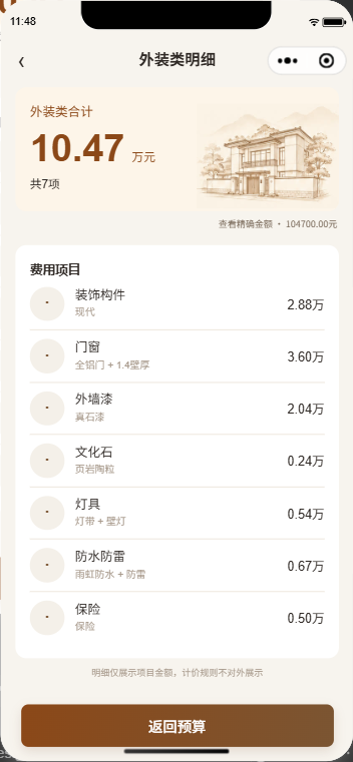 11:48
外装类明细
外装类合计
10.47 万元
共7项
查看精确金额 · 104700.00元
费用项目
装饰构件
现代
2.88万
门窗
全铝门 + 1.4壁厚
3.60万
外墙漆
真石漆
2.04万
文化石
页岩陶粒
0.24万
灯具
灯带 + 壁灯
0.54万
防水防雷
雨虹防水 + 防雷
0.67万
保险
保险
0.50万
明细仅展示项目金额，计价规则不对外展示
返回预算